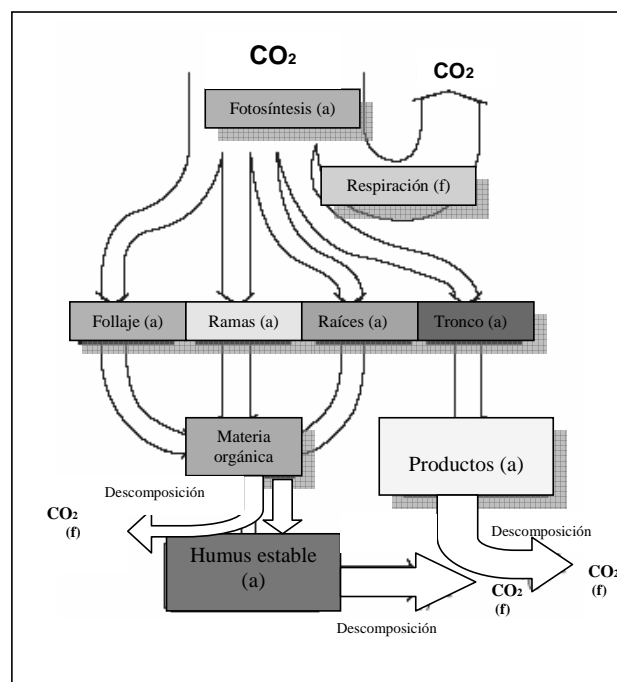 CO₂
CO₂
Fotosíntesis (a)
Respiración (f)
Follaje (a)
Ramas (a)
Raíces (a)
Tronco (a)
Materia
orgánica
Productos (a)
Descomposición
CO₂
(f)
Descomposición
Humus estable
(a)
CO₂
(f)
CO₂
(f)
Descomposición